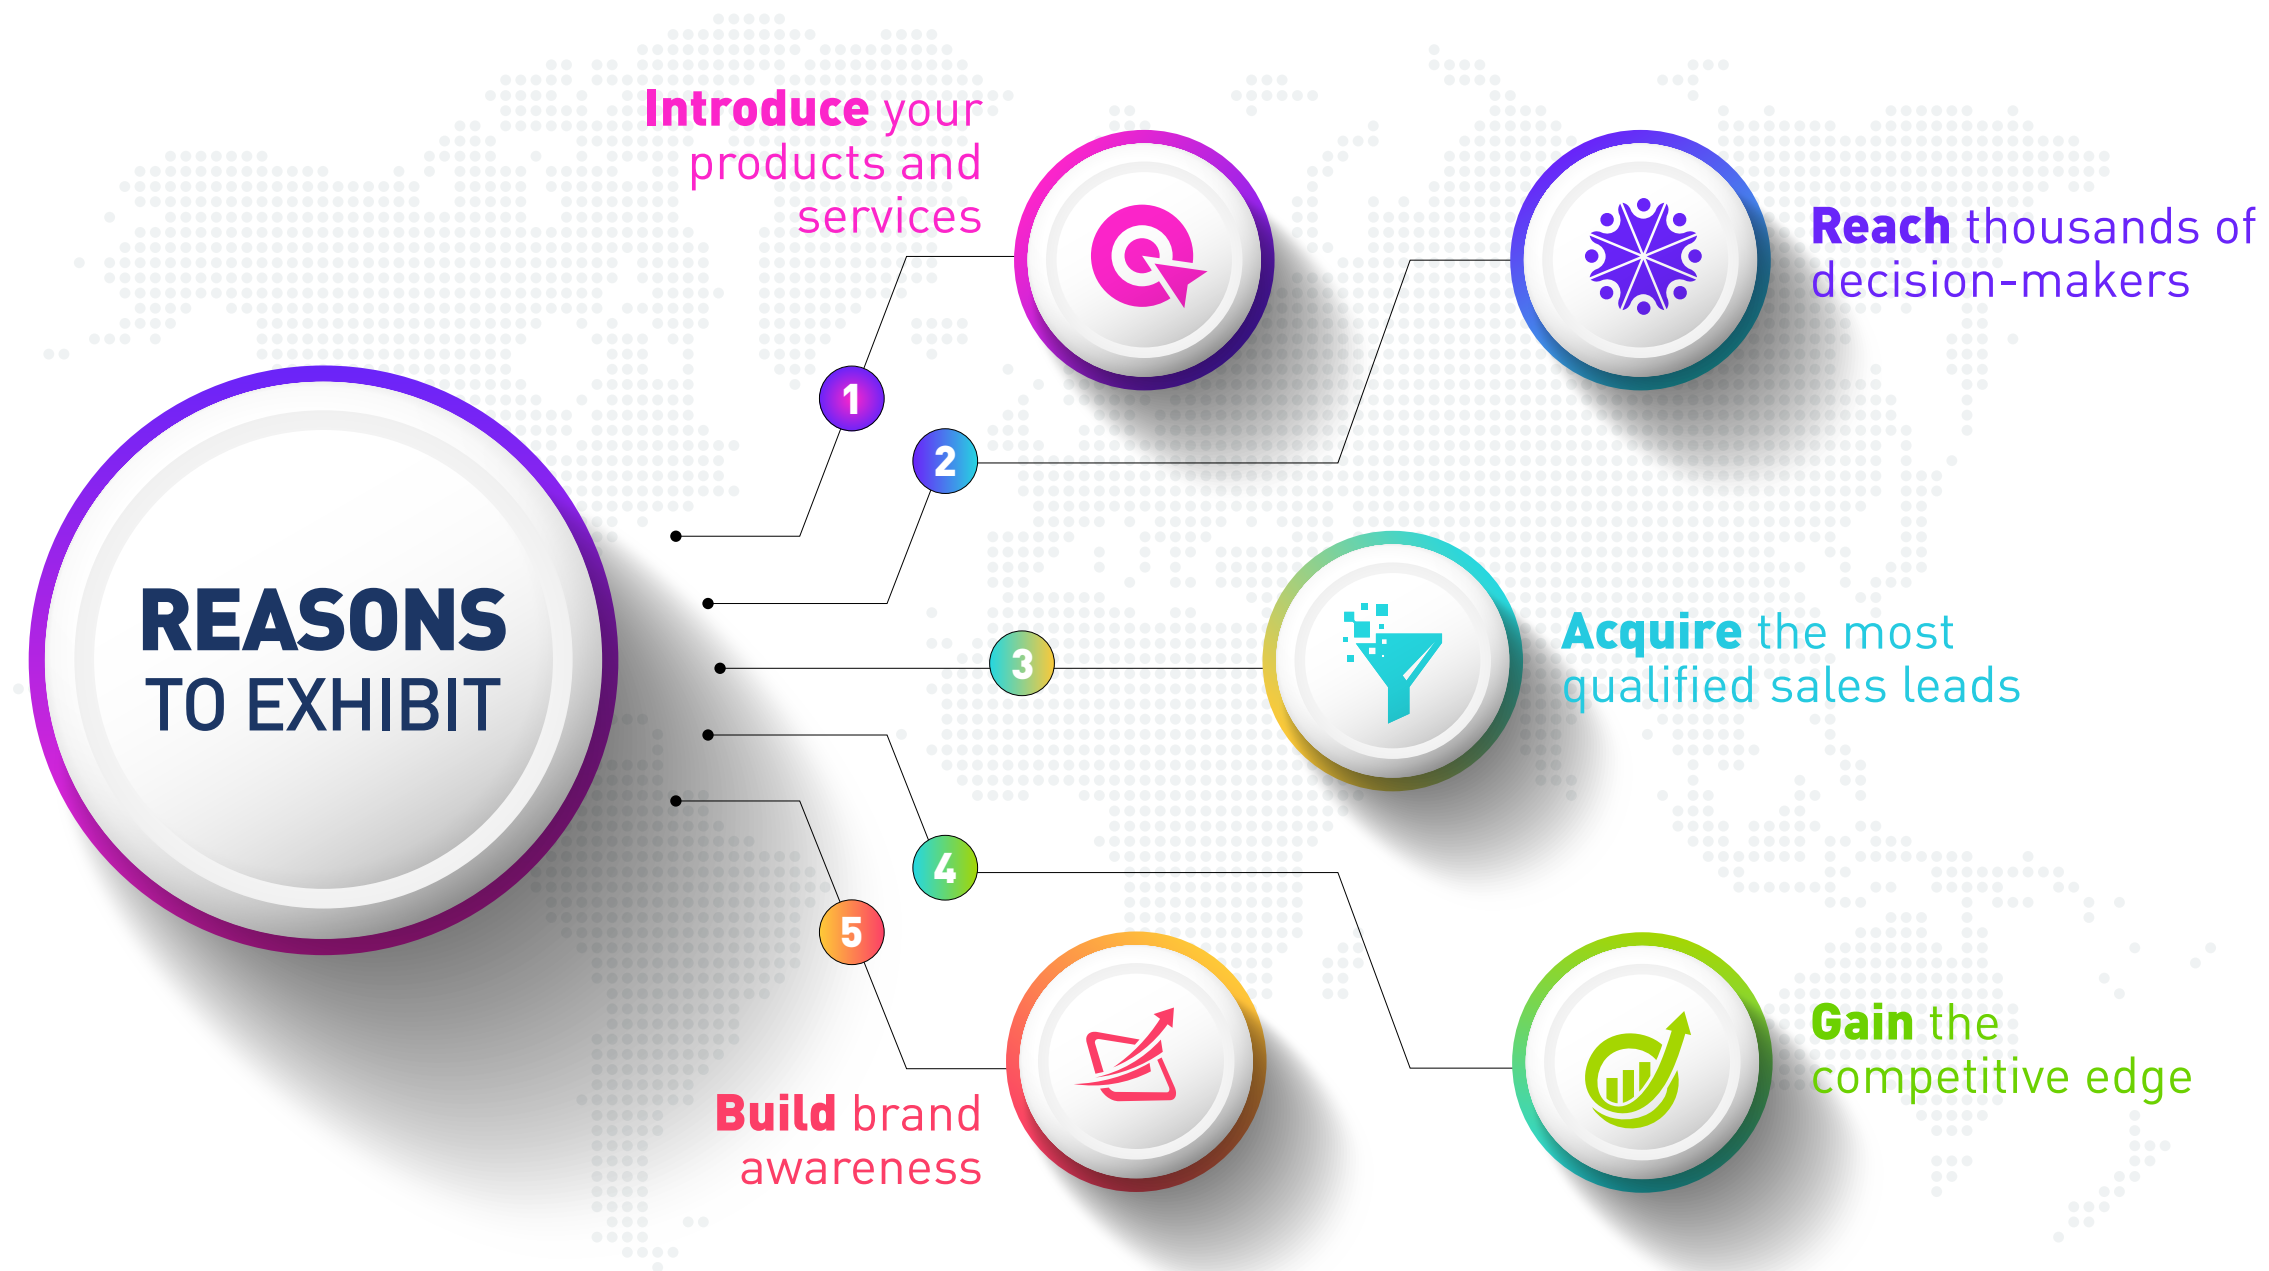 REASONS
TO EXHIBIT
1
Introduce your
products and
services
2
Reach thousands of
decision-makers
3
Acquire the most
qualified sales leads
4
Gain the
competitive edge
5
Build brand
awareness